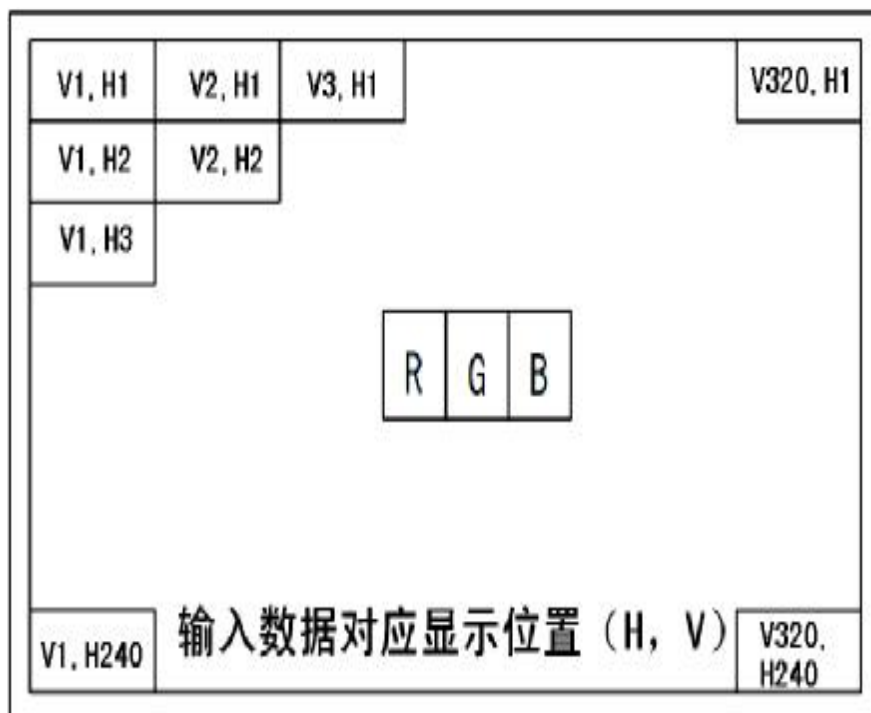 V1, H1 V2, H1 V3, H1 V320, H1
V1, H2 V2, H2
V1, H3
R G B
输入数据对应显示位置（H，V）
V1, H240
V320,
H240